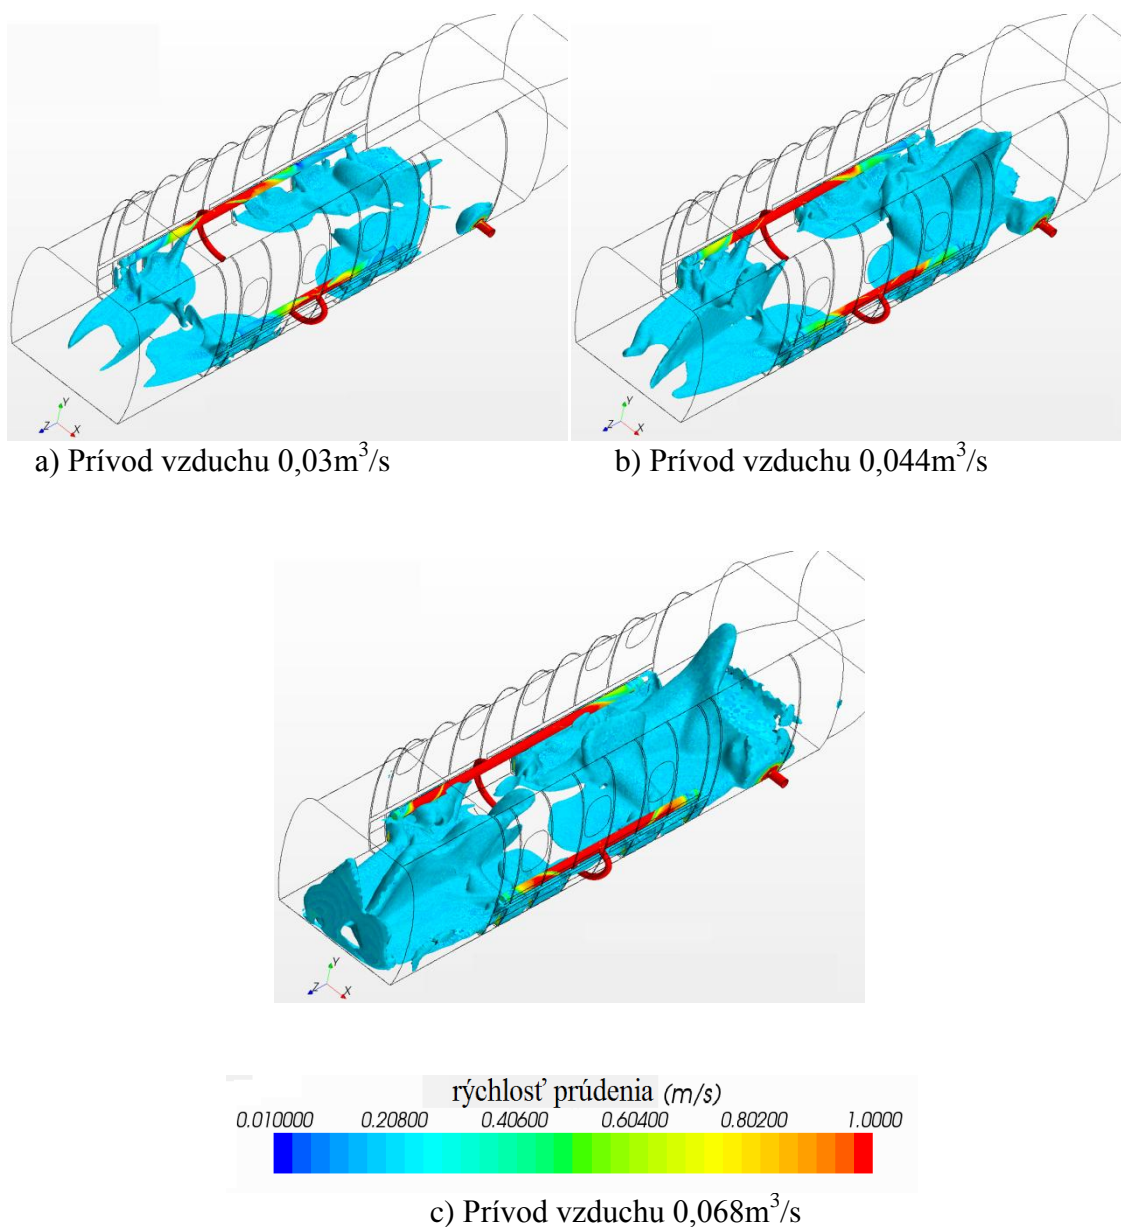 Y
Z X
a) Prívod vzduchu 0,03m³/s
Y
Z X
b) Prívod vzduchu 0,044m³/s
Y
Z X
rýchlosť prúdenia (m/s)
0.010000 0.20800 0.40600 0.60400 0.80200 1.0000
c) Prívod vzduchu 0,068m³/s